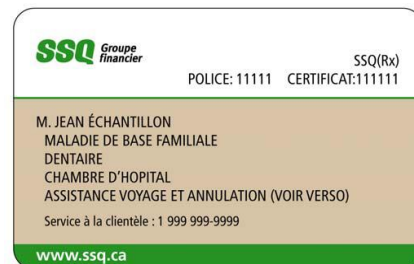 SSQ Groupe
financier
SSQ(Rx)
POLICE: 11111 CERTIFICAT:111111
M. JEAN ÉCHANTILLON
MALADIE DE BASE FAMILIALE
DENTAIRE
CHAMBRE D'HOPITAL
ASSISTANCE VOYAGE ET ANNULATION (VOIR VERSO)
Service à la clientèle : 1 999 999-9999
www.ssq.ca